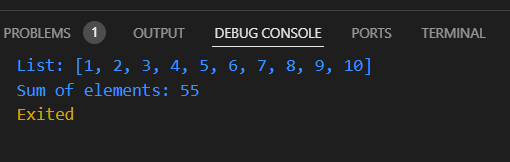 PROBLEMS 1 OUTPUT DEBUG CONSOLE PORTS TERMINAL
List: [1, 2, 3, 4, 5, 6, 7, 8, 9, 10]
Sum of elements: 55
Exited